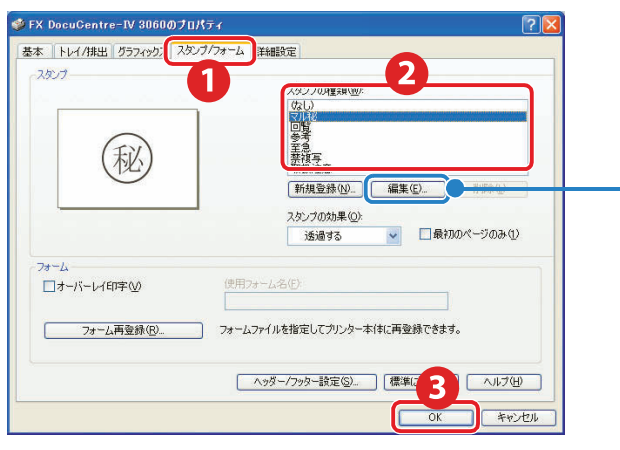 FX DocuCentre-IV 3060のプロパティ
基本 トレイ/排出 グラフィックス スタンプ/フォーム 詳細設定
1
2
スタンプ
スタンプの種類(W):
(なし)
マル秘
回覧
参考
至急
禁複写
秘
新規登録(N)... 編集(E)...
スタンプの効果(O):
透過する 最初のページのみ(1)
フォーム
オーバーレイ印字(V) 使用フォーム名(F):
フォーム再登録(R)... フォームファイルを指定してプリンター本体に再登録できます。
ヘッダー/フッター設定(S)... 標準に ヘルプ(H)
3
OK キャンセル